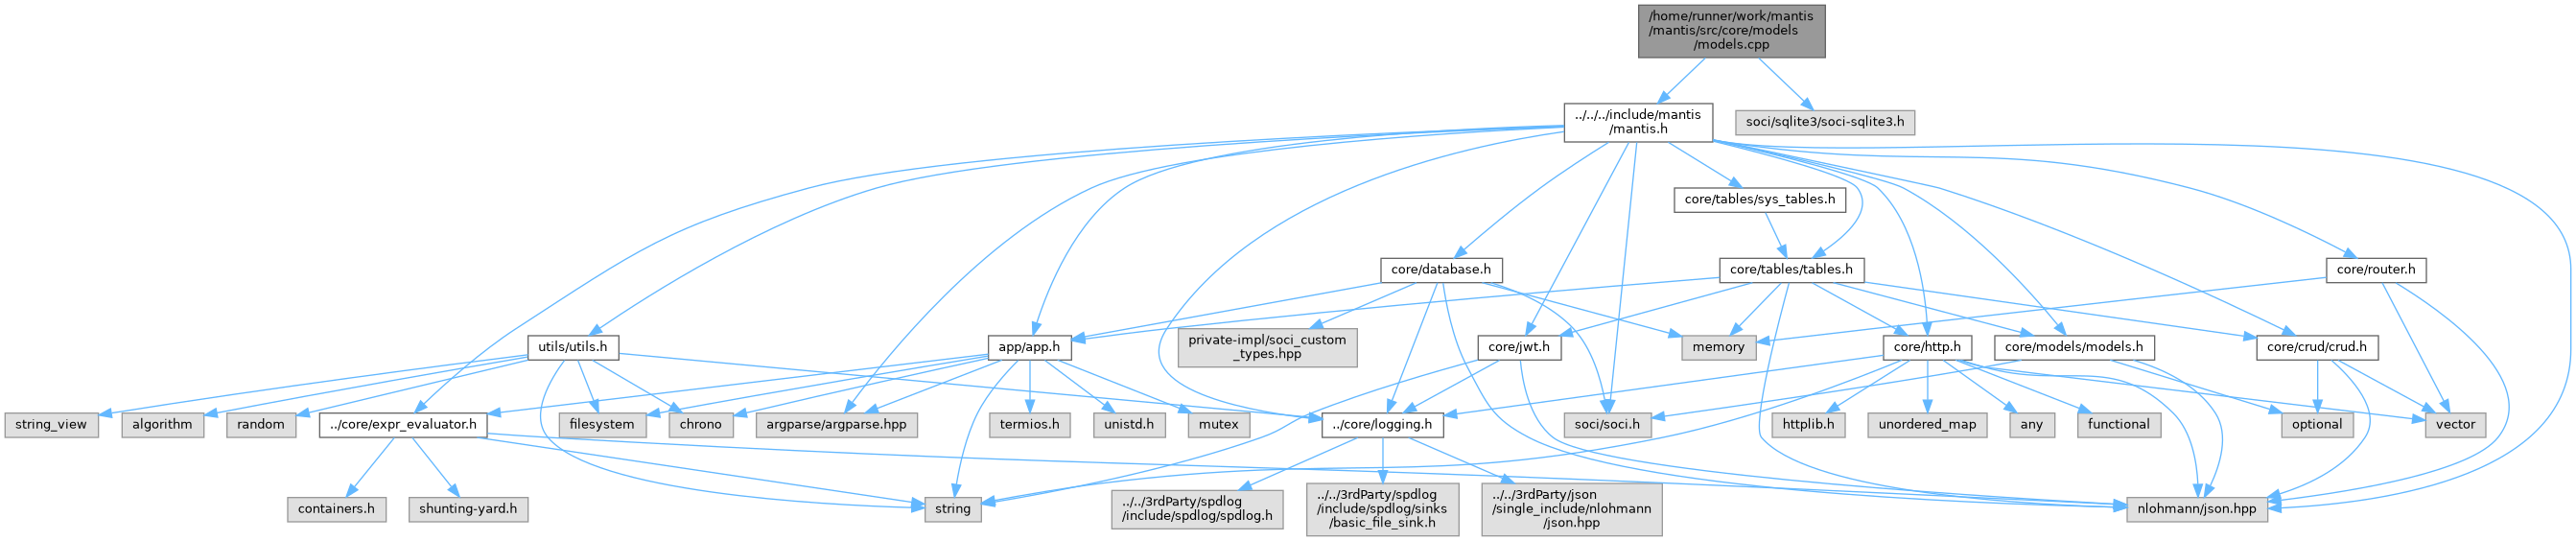 /home/runner/work/mantis
/mantis/src/core/models
/models.cpp
../../../include/mantis
/mantis.h
soci/sqlite3/soci-sqlite3.h
core/tables/sys_tables.h
core/database.h
core/tables/tables.h
core/router.h
utils/utils.h
app/app.h
private-impl/soci_custom
_types.hpp
core/jwt.h
memory
core/http.h
core/models/models.h
core/crud/crud.h
string_view
algorithm
random
../core/expr_evaluator.h
filesystem
chrono
argparse/argparse.hpp
termios.h
unistd.h
mutex
../core/logging.h
soci/soci.h
httplib.h
unordered_map
any
functional
optional
vector
containers.h
shunting-yard.h
string
../../3rdParty/spdlog
/include/spdlog/spdlog.h
../../3rdParty/spdlog
/include/spdlog/sinks
/basic_file_sink.h
../../3rdParty/json
/single_include/nlohmann
/json.hpp
nlohmann/json.hpp